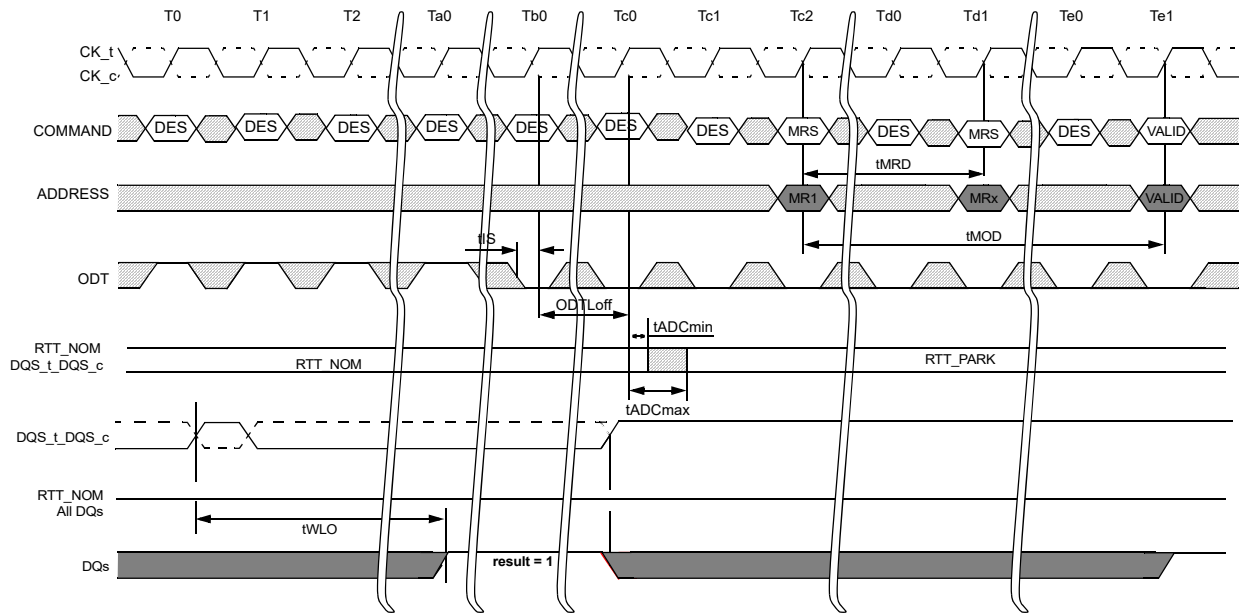 T0 T1 T2 Ta0 Tb0 Tc0 Tc1 Tc2 Td0 Td1 Te0 Te1
CK_t
CK_c
COMMAND DES DES DES DES DES DES DES MRS DES MRS DES VALID
tMRD
ADDRESS MR1 MRx VALID
tIS
tMOD
ODT
ODTLoff
tADCmin
RTT_NOM
DQS_t_DQS_c RTT_NOM RTT_PARK
tADCmax
DQS_t_DQS_c
RTT_NOM
All DQs
tWLO
DQs result = 1